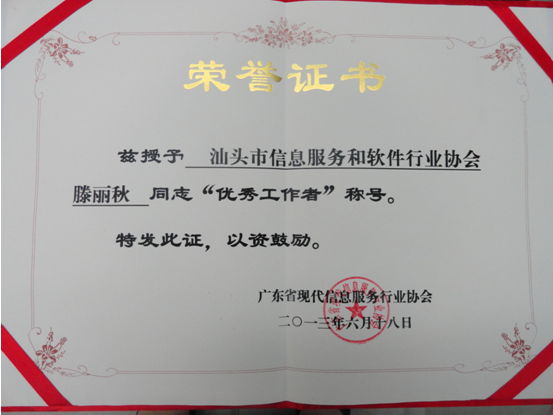 荣誉证书
兹授予 汕头市信息服务和软件行业协会
滕丽秋 同志“优秀工作者”称号。
特发此证，以资鼓励。
广东省现代信息服务行业协会
二〇一三年六月十八日